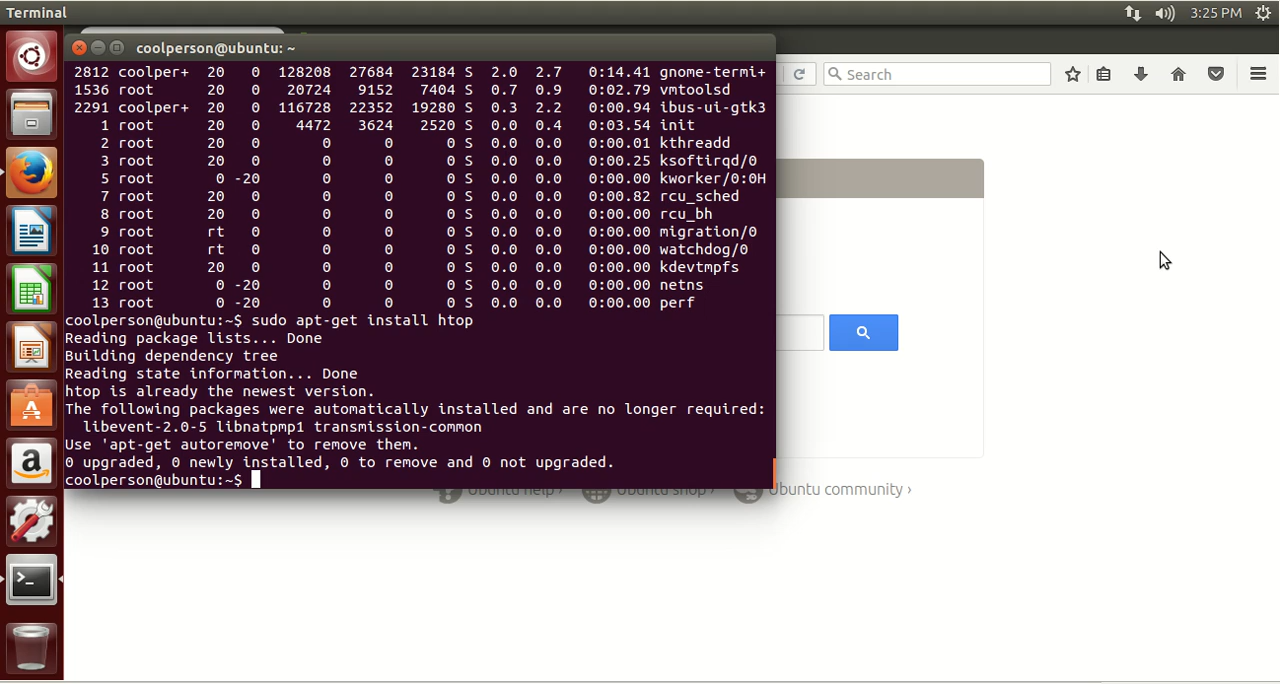 Terminal
3:25 PM
coolperson@ubuntu: ~
Search
2812 coolper+ 20 0 128208 27684 23184 S 2.0 2.7 0:14.41 gnome-termi+
1536 root 20 0 20724 9152 7404 S 0.7 0.9 0:02.79 vmtoolsd
2291 coolper+ 20 0 116728 22352 19280 S 0.3 2.2 0:00.94 ibus-ui-gtk3
1 root 20 0 4472 3624 2520 S 0.0 0.4 0:03.54 init
2 root 20 0 0 0 0 S 0.0 0.0 0:00.01 kthreadd
3 root 20 0 0 0 0 S 0.0 0.0 0:00.25 ksoftirqd/0
5 root 0 -20 0 0 0 S 0.0 0.0 0:00.00 kworker/0:0H
7 root 20 0 0 0 0 S 0.0 0.0 0:00.82 rcu_sched
8 root 20 0 0 0 0 S 0.0 0.0 0:00.00 rcu_bh
9 root rt 0 0 0 0 S 0.0 0.0 0:00.00 migration/0
10 root rt 0 0 0 0 S 0.0 0.0 0:00.00 watchdog/0
11 root 20 0 0 0 0 S 0.0 0.0 0:00.00 kdevtmpfs
12 root 0 -20 0 0 0 S 0.0 0.0 0:00.00 netns
13 root 0 -20 0 0 0 S 0.0 0.0 0:00.00 perf
coolperson@ubuntu:~$ sudo apt-get install htop
Reading package lists... Done
Building dependency tree
Reading state information... Done
htop is already the newest version.
The following packages were automatically installed and are no longer required:
libevent-2.0-5 libnatpmp1 transmission-common
Use 'apt-get autoremove' to remove them.
0 upgraded, 0 newly installed, 0 to remove and 0 not upgraded.
coolperson@ubuntu:~$
Ubuntu help › Ubuntu shop › Ubuntu community ›